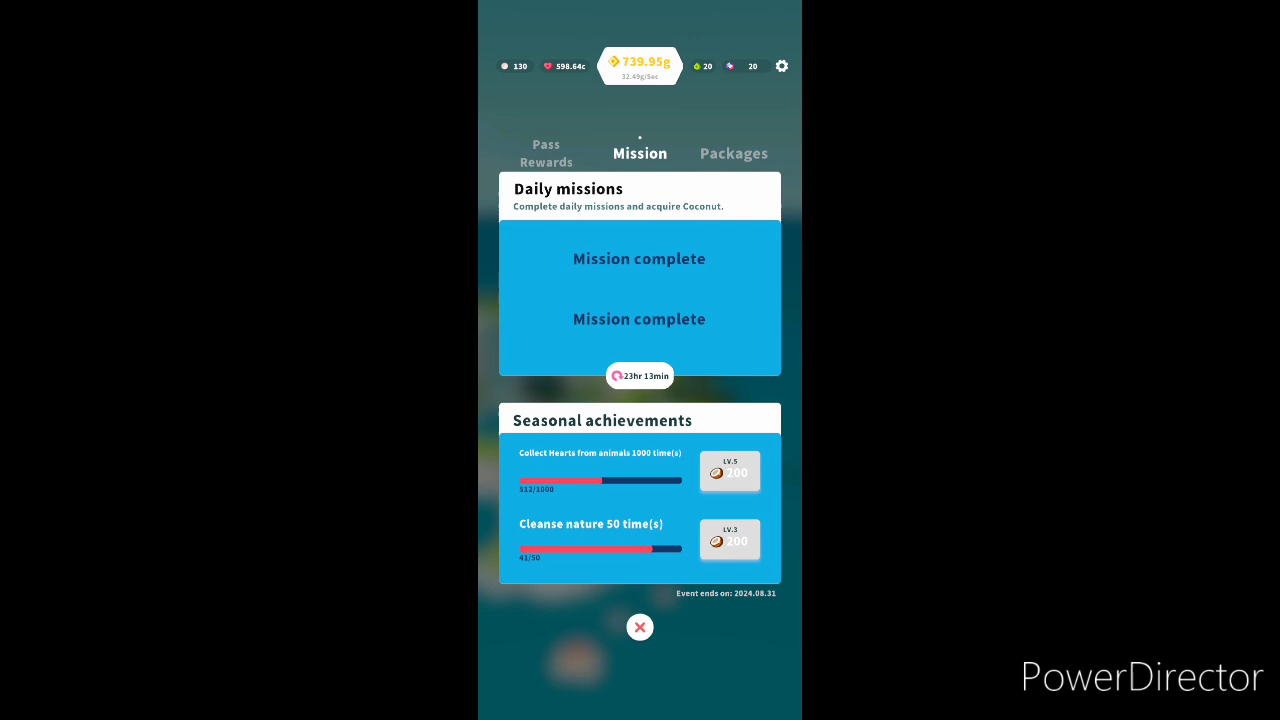 130
598.64c
739.95g
32.49g/Sec
20
20
Pass
Rewards
Mission
Packages
Daily missions
Complete daily missions and acquire Coconut.
Mission complete
Mission complete
23hr 13min
Seasonal achievements
Collect Hearts from animals 1000 time(s)
512/1000
LV.5
200
Cleanse nature 50 time(s)
41/50
LV.3
200
Event ends on: 2024.08.31
PowerDirector